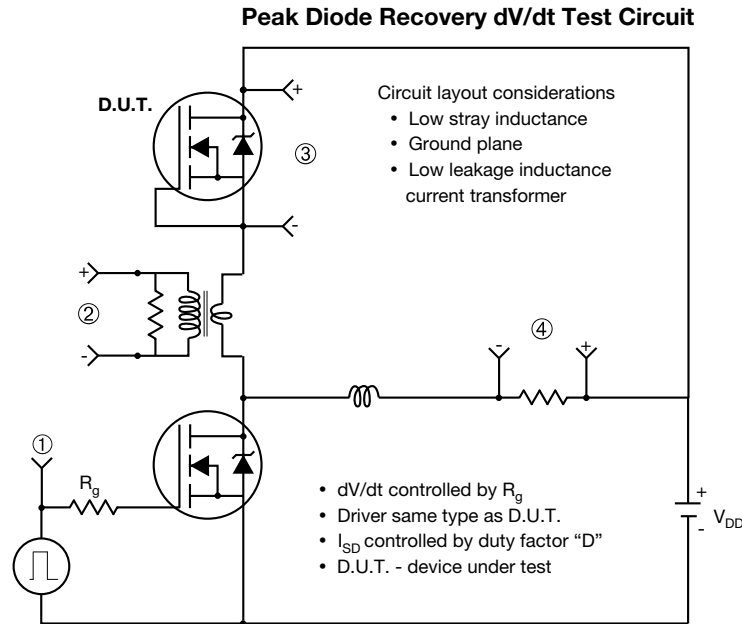 Peak Diode Recovery dV/dt Test Circuit
D.U.T.
+
Circuit layout considerations
• Low stray inductance
• Ground plane
• Low leakage inductance
current transformer
③
-
+
②
-
-
④
+
①
Rg
• dV/dt controlled by Rg
• Driver same type as D.U.T.
• ISD controlled by duty factor “D”
• D.U.T. - device under test
+
VDD
-